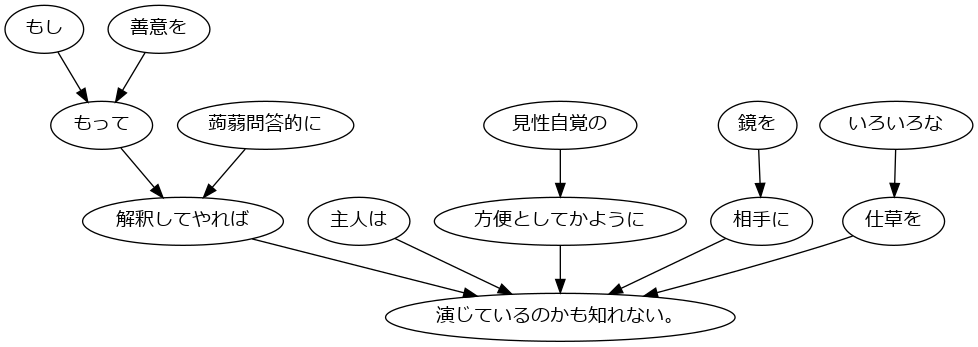 もし 善意を
もって 蒟蒻問答的に 見性自覚の 鏡を いろいろな
解釈してやれば 主人は 方便としてかように 相手に 仕草を
演じているのかも知れない。